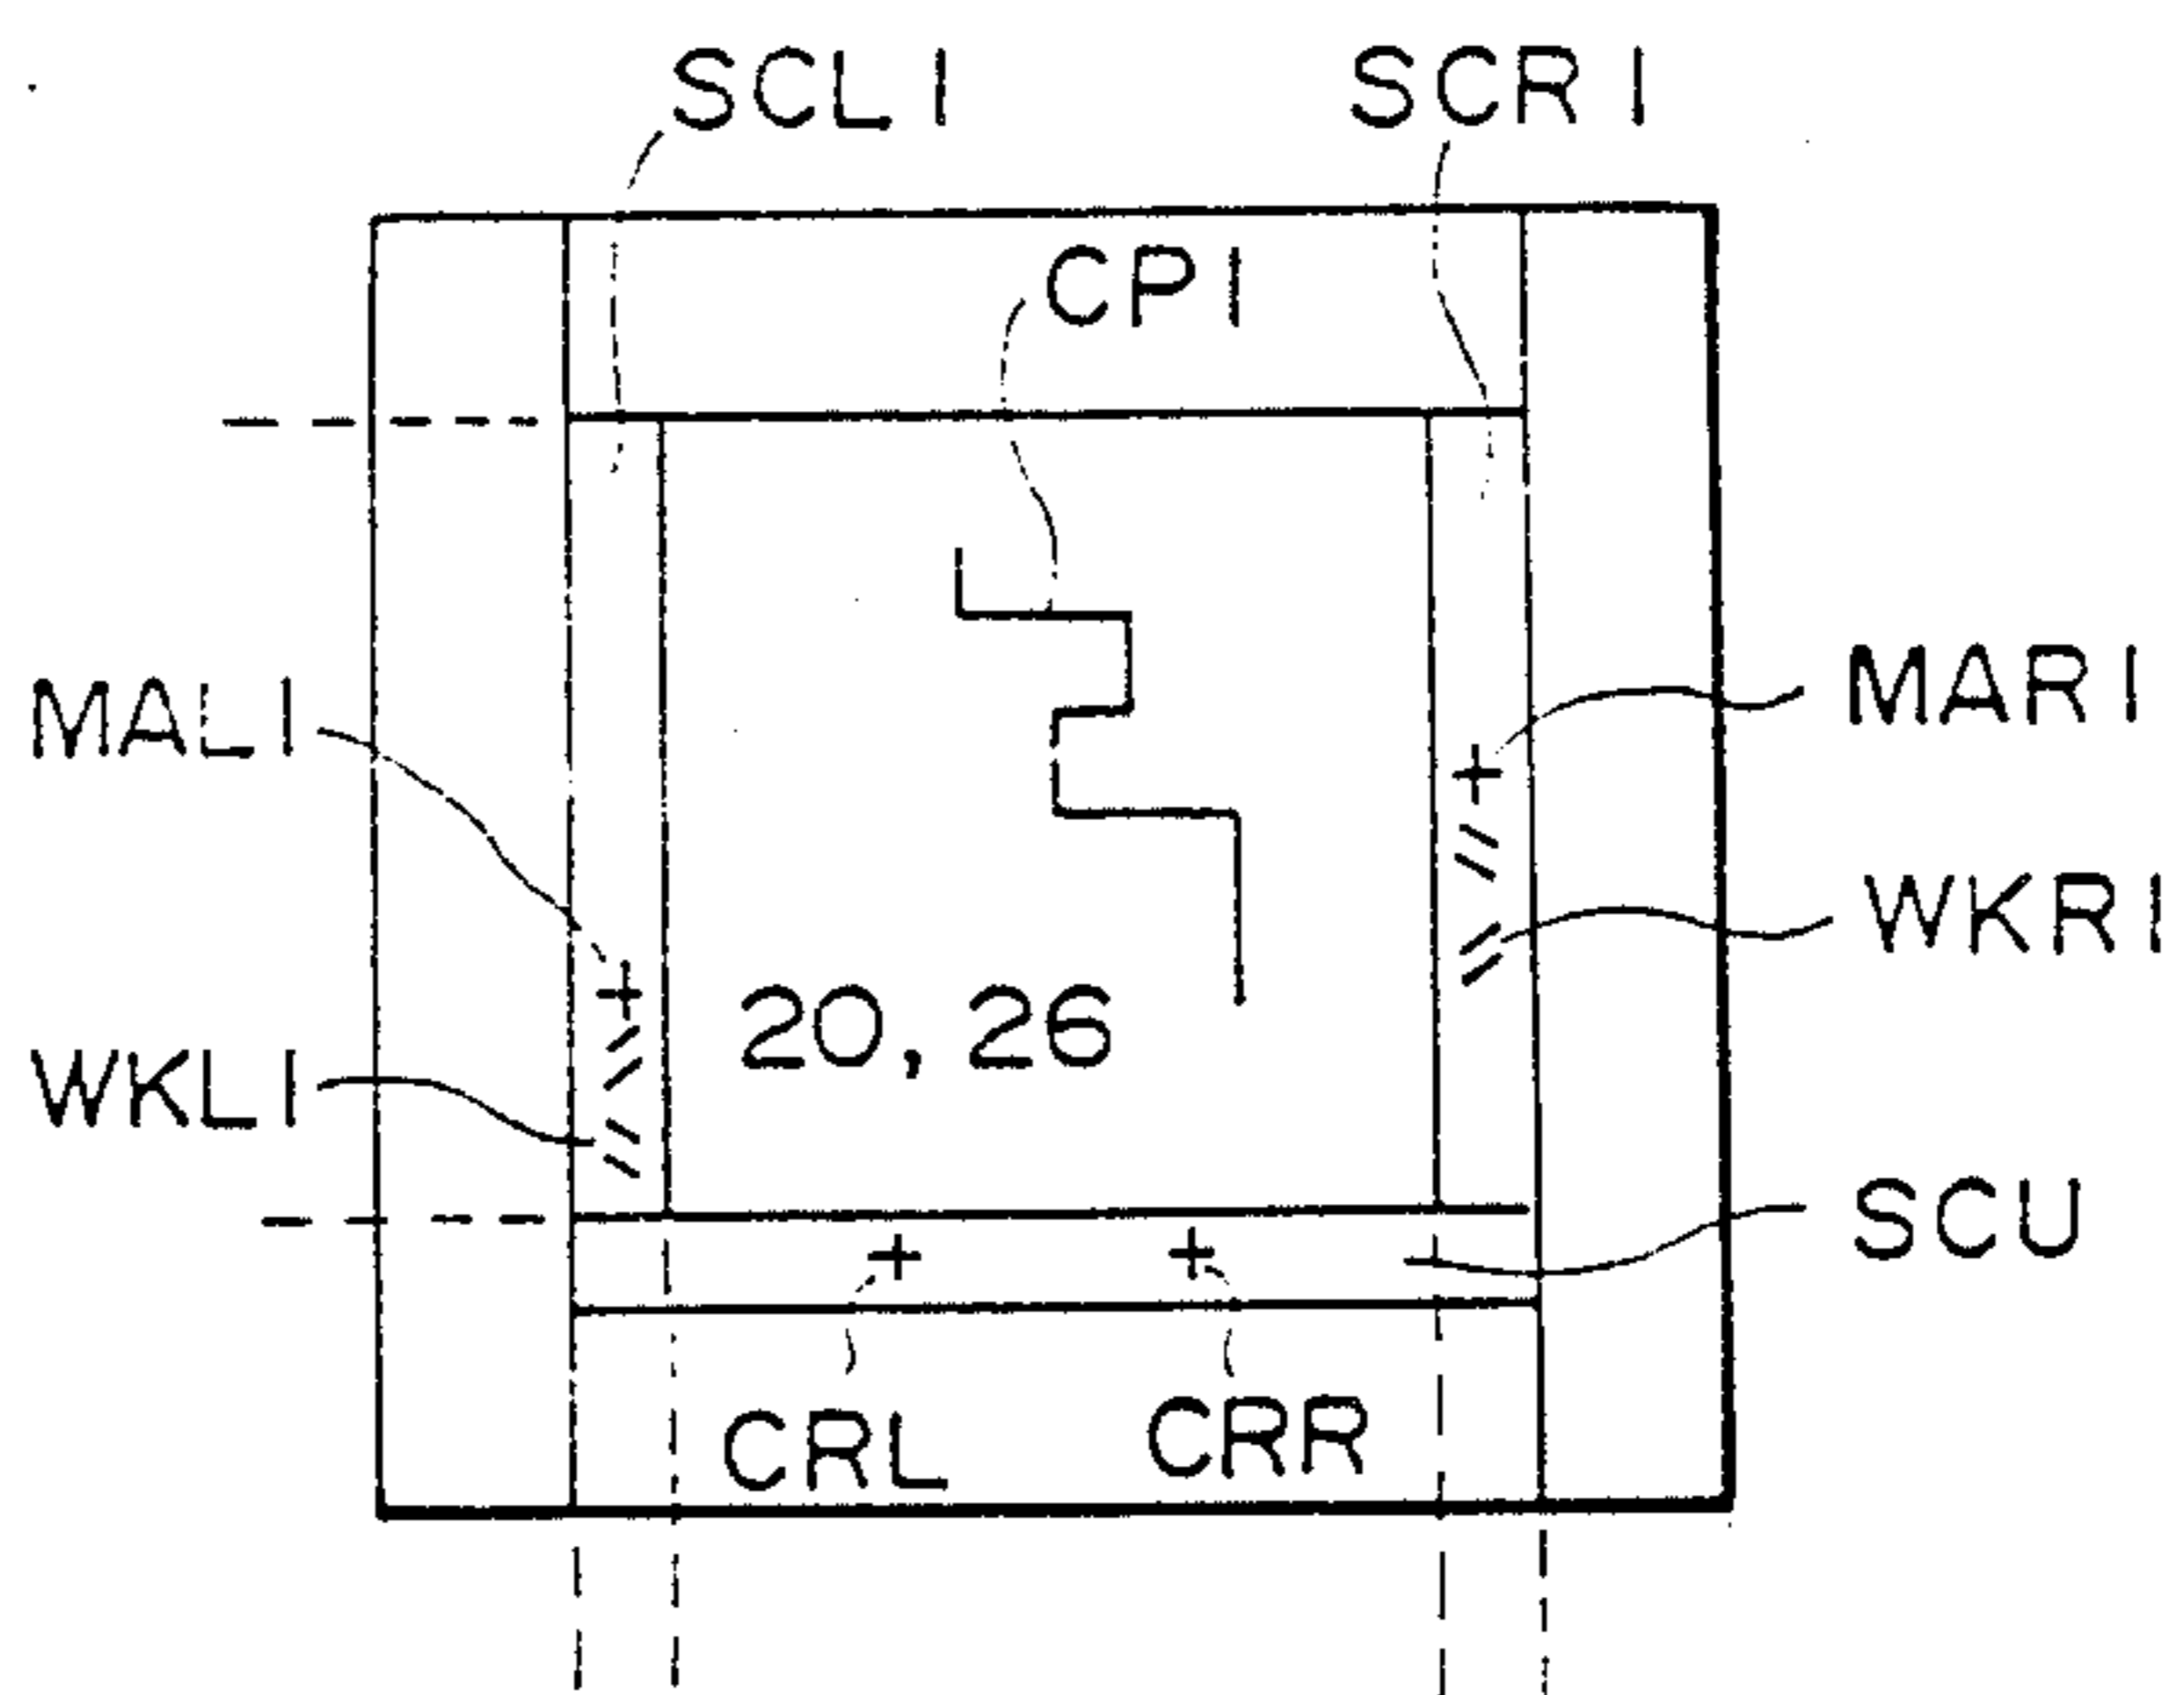 SCL1
SCR1
CP1
MAL1
MAR1
WKR1
20, 26
WKL1
SCU
CRL
CRR